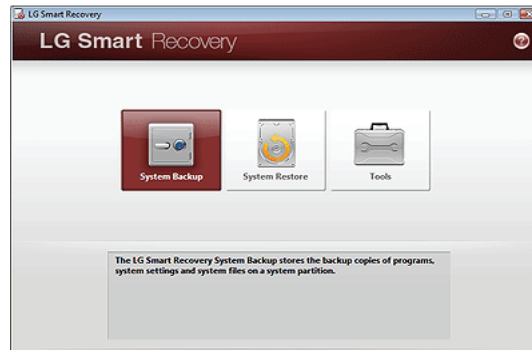 LG Smart Recovery
LG Smart Recovery
System Backup
System Restore
Tools
The LG Smart Recovery System Backup stores the backup copies of programs,
system settings and system files on a system partition.